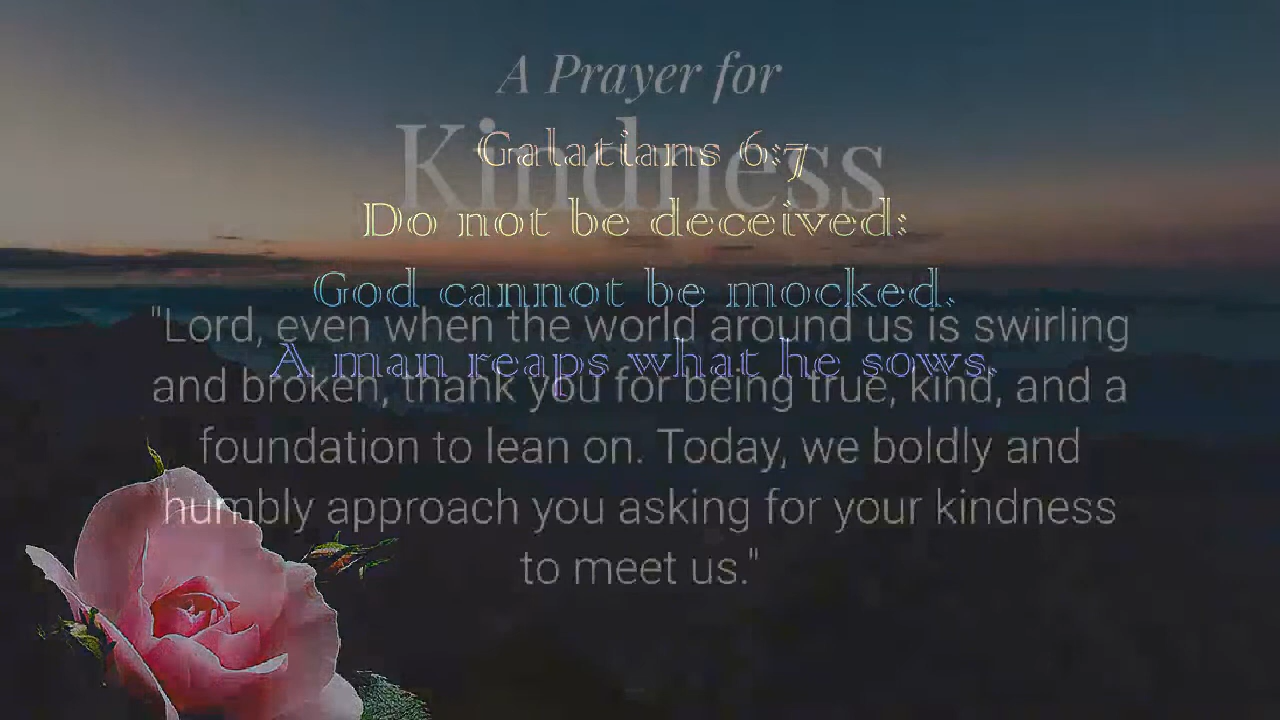 A Prayer for
Kindness
Galatians 6:7
Do not be deceived:
God cannot be mocked.
A man reaps what he sows.
"Lord, even when the world around us is swirling
and broken, thank you for being true, kind, and a
foundation to lean on. Today, we boldly and
humbly approach you asking for your kindness
to meet us."